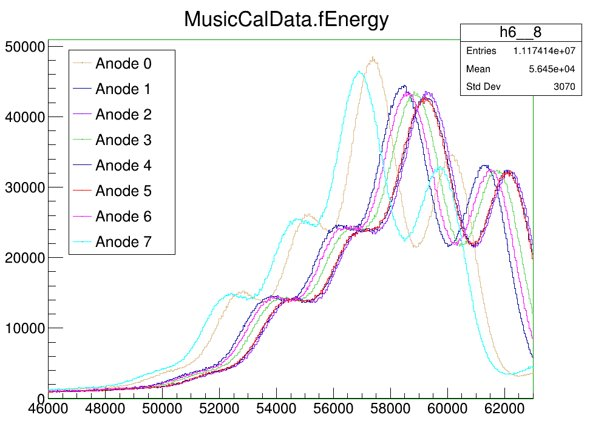 MusicCalData.fEnergy
h6__8
Entries 1.117414e+07
Mean 5.645e+04
Std Dev 3070
Anode 0
Anode 1
Anode 2
Anode 3
Anode 4
Anode 5
Anode 6
Anode 7
50000
40000
30000
20000
10000
0
46000 48000 50000 52000 54000 56000 58000 60000 62000